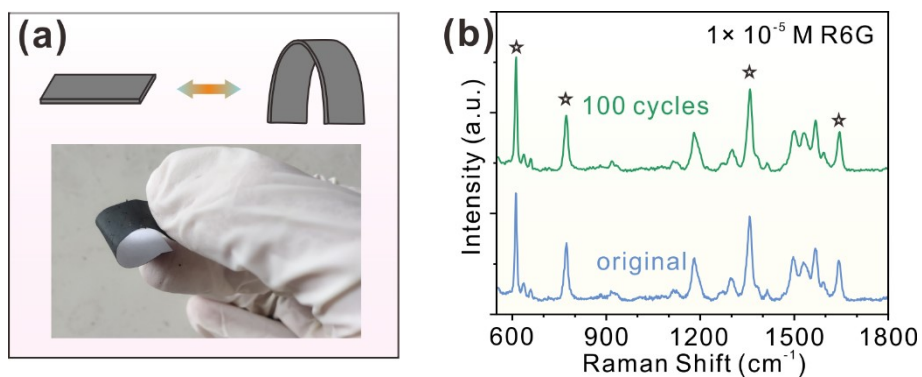 (a)
(b)
1× 10⁻⁵ M R6G
100 cycles
original
Intensity (a.u.)
600 900 1200 1500 1800
Raman Shift (cm⁻¹)